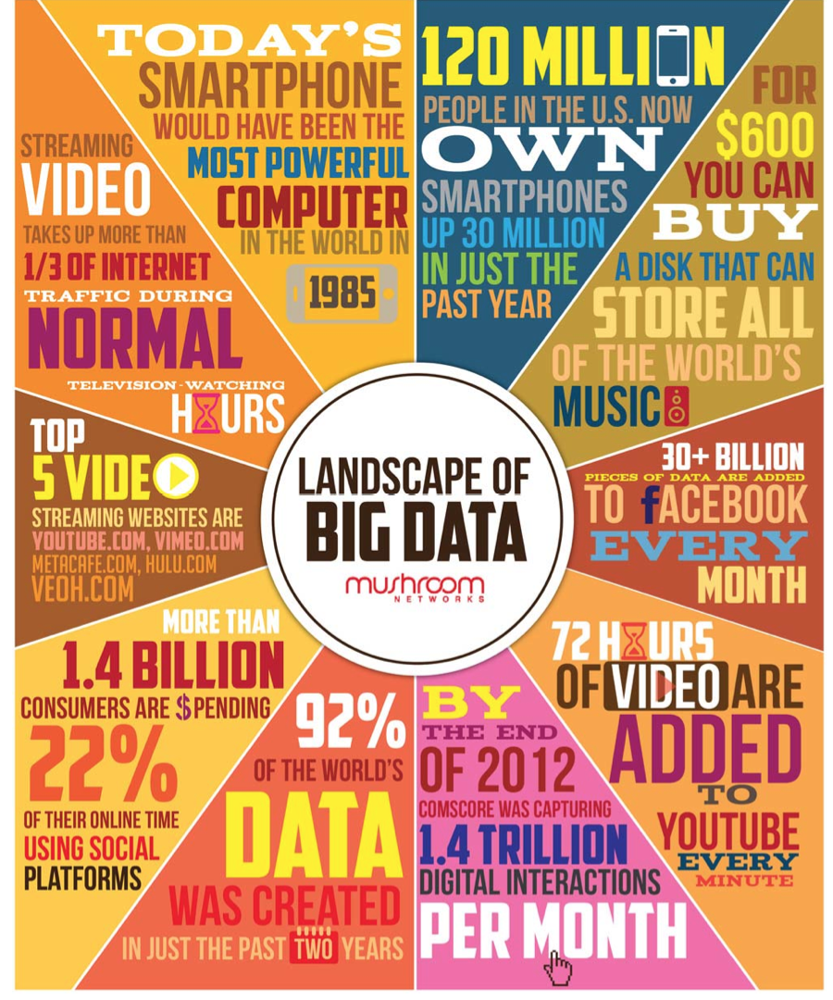 TODAY'S
SMARTPHONE
WOULD HAVE BEEN THE
MOST POWERFUL
COMPUTER
IN THE WORLD IN
1985
120 MILLION
PEOPLE IN THE U.S. NOW
OWN
SMARTPHONES
UP 30 MILLION
IN JUST THE
PAST YEAR
FOR
$600
YOU CAN
BUY
A DISK THAT CAN
STORE ALL
OF THE WORLD'S
MUSIC
30+ BILLION
PIECES OF DATA ARE ADDED
TO FACEBOOK
EVERY
MONTH
72 HOURS
OF VIDEO ARE
ADDED
TO
YOUTUBE
EVERY
MINUTE
BY
THE END
OF 2012
COMSCORE WAS CAPTURING
1.4 TRILLION
DIGITAL INTERACTIONS
PER MONTH
92%
OF THE WORLD'S
DATA
WAS CREATED
IN JUST THE PAST TWO YEARS
MORE THAN
1.4 BILLION
CONSUMERS ARE $PENDING
22%
OF THEIR ONLINE TIME
USING SOCIAL
PLATFORMS
TOP
5 VIDEO
STREAMING WEBSITES ARE
YOUTUBE.COM, VIMEO.COM
METACAFE.COM, HULU.COM
VEOH.COM
STREAMING
VIDEO
TAKES UP MORE THAN
1/3 OF INTERNET
TRAFFIC DURING
NORMAL
TELEVISION-WATCHING
HOURS
LANDSCAPE OF
BIG DATA
mushroom
NETWORKS